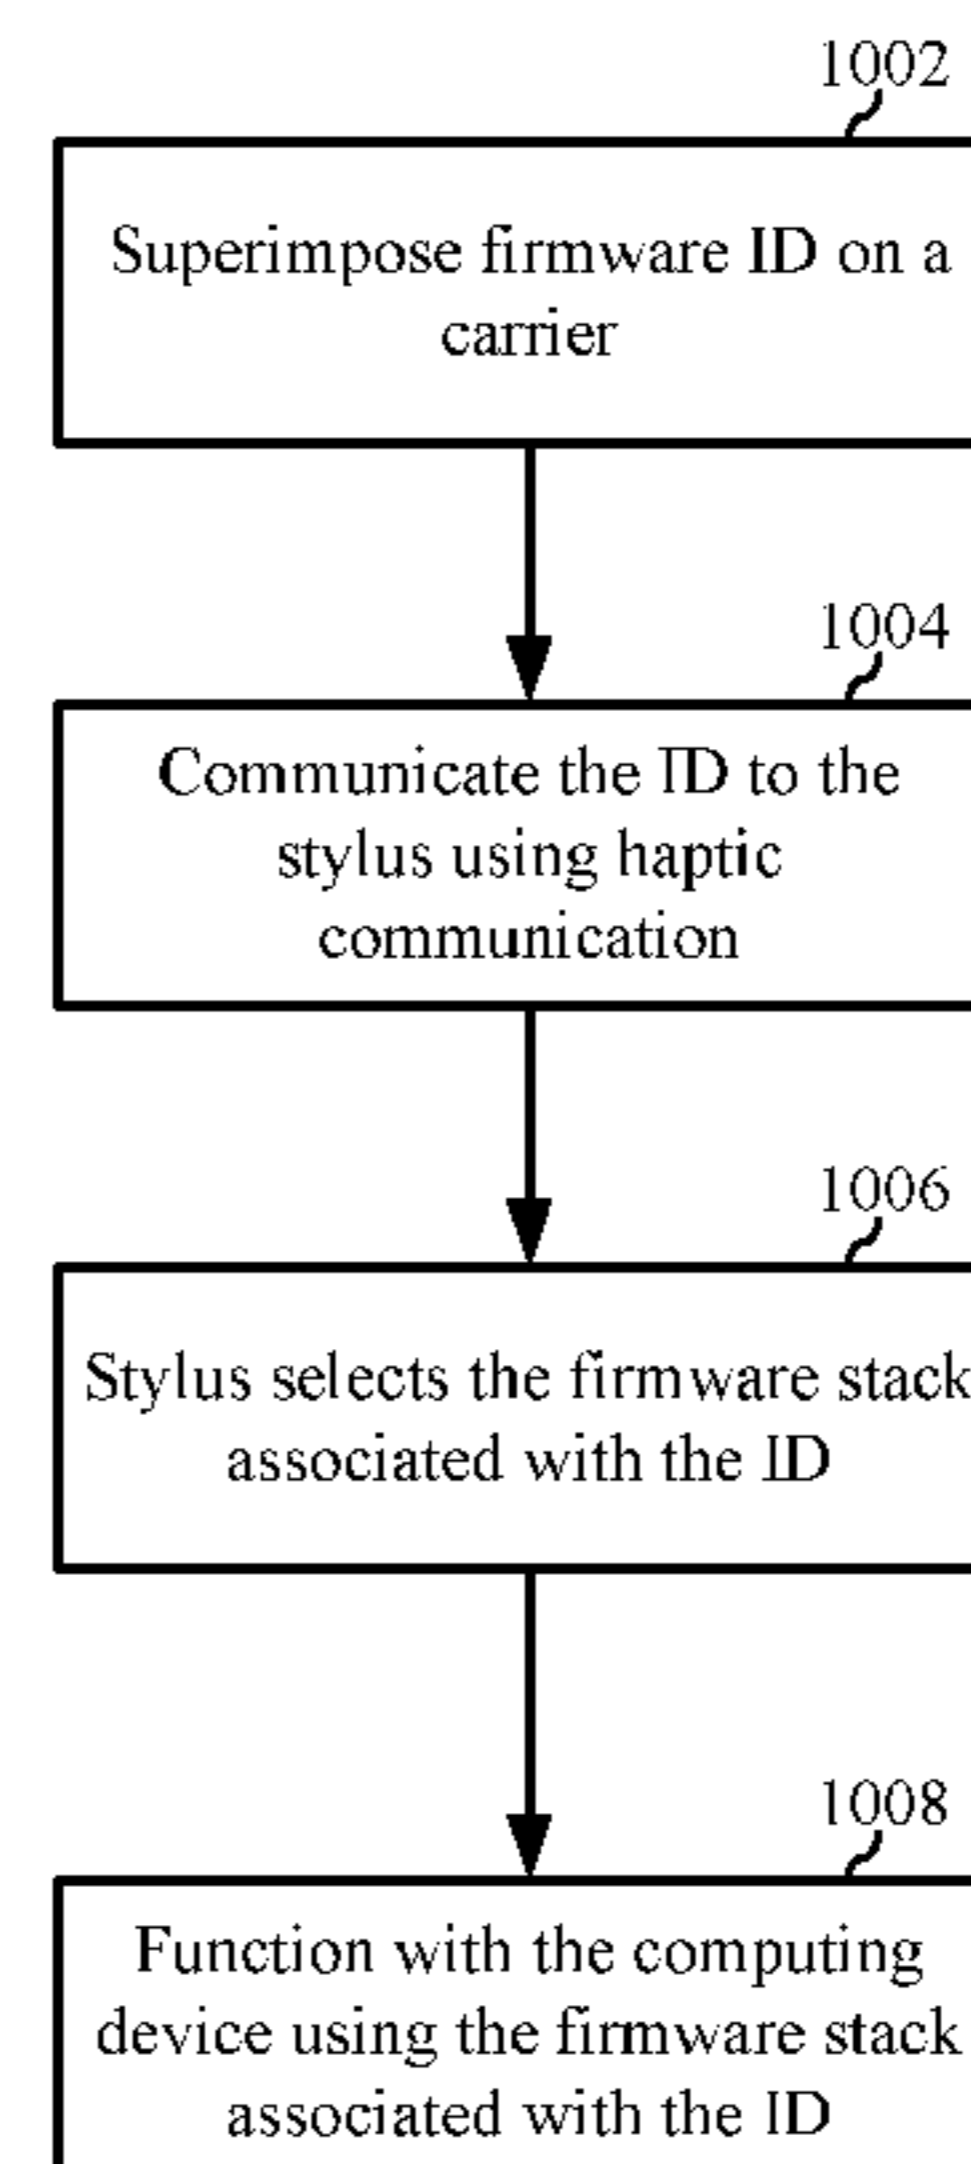 1002
Superimpose firmware ID on a
carrier
1004
Communicate the ID to the
stylus using haptic
communication
1006
Stylus selects the firmware stack
associated with the ID
1008
Function with the computing
device using the firmware stack
associated with the ID